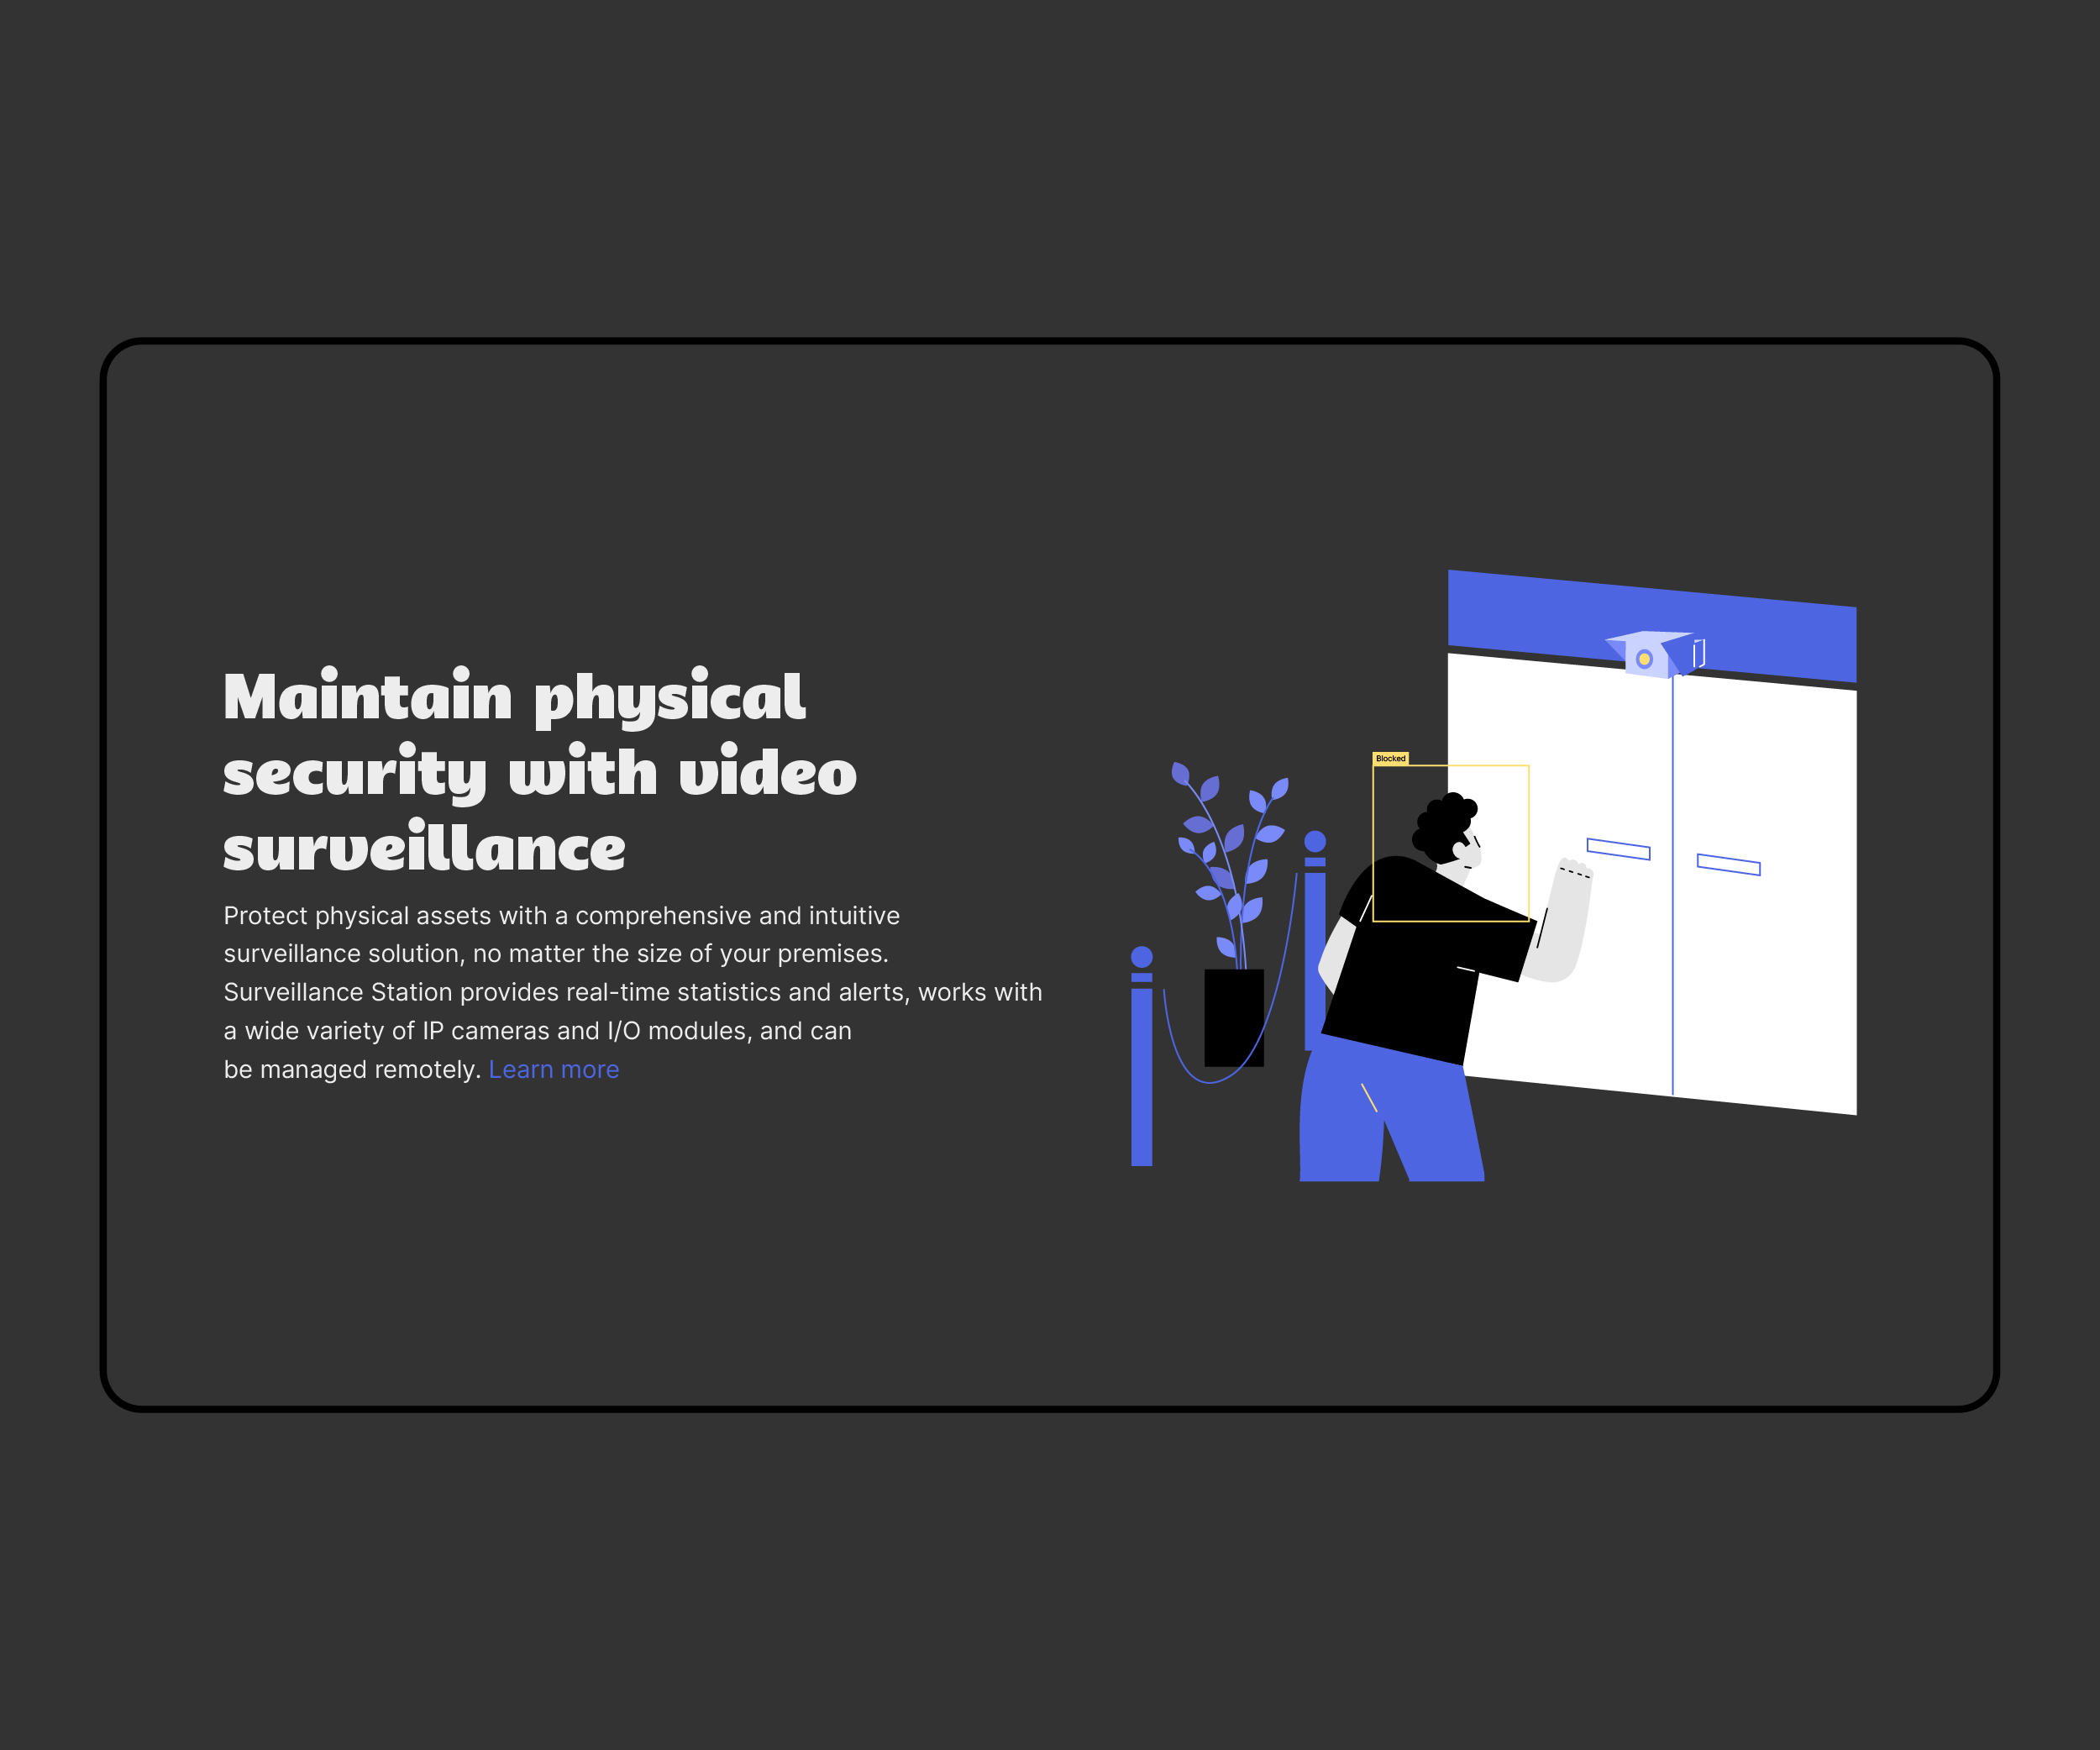 Maintain physical
security with video
surveillance
Protect physical assets with a comprehensive and intuitive
surveillance solution, no matter the size of your premises.
Surveillance Station provides real-time statistics and alerts, works with
a wide variety of IP cameras and I/O modules, and can
be managed remotely. Learn more
Blocked